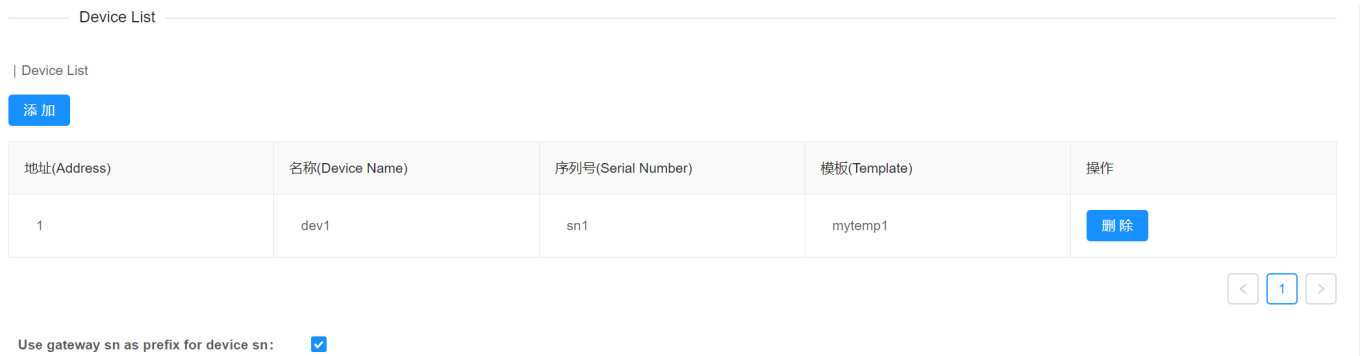 Device List
| Device List
添 加
地址(Address) 名称(Device Name) 序列号(Serial Number) 模板(Template) 操作
1 dev1 sn1 mytemp1 删 除
< 1 >
Use gateway sn as prefix for device sn: